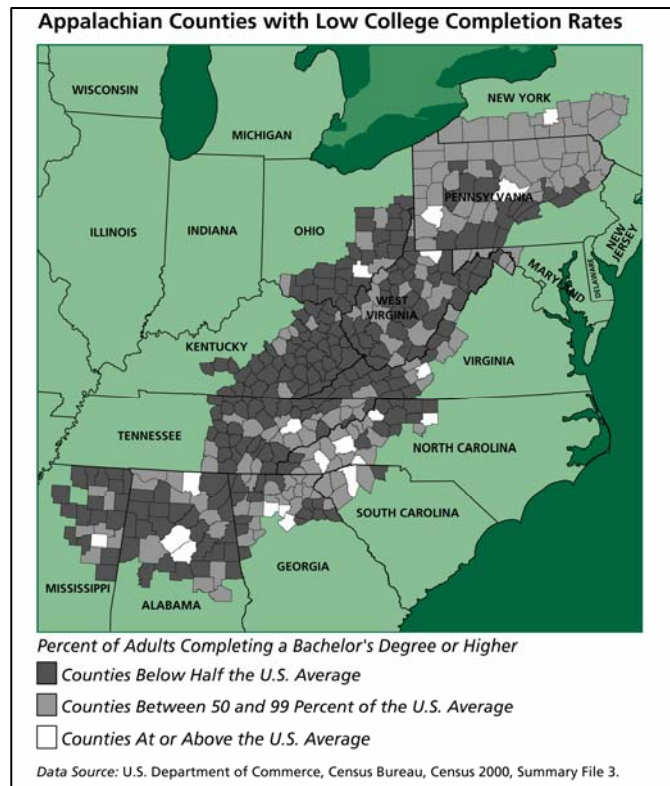 Appalachian Counties with Low College Completion Rates
WISCONSIN
NEW YORK
MICHIGAN
PENNSYLVANIA
ILLINOIS
INDIANA
OHIO
NEW JERSEY
MARYLAND
DELAWARE
WEST
VIRGINIA
KENTUCKY
VIRGINIA
TENNESSEE
NORTH CAROLINA
SOUTH CAROLINA
GEORGIA
MISSISSIPPI
ALABAMA
Percent of Adults Completing a Bachelor's Degree or Higher
Counties Below Half the U.S. Average
Counties Between 50 and 99 Percent of the U.S. Average
Counties At or Above the U.S. Average
Data Source: U.S. Department of Commerce, Census Bureau, Census 2000, Summary File 3.